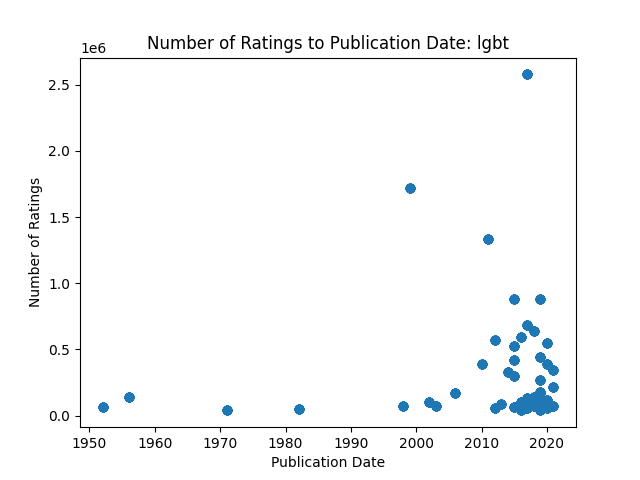 Number of Ratings to Publication Date: lgbt
1e6
2.5
2.0
1.5
1.0
0.5
0.0
Number of Ratings
1950 1960 1970 1980 1990 2000 2010 2020
Publication Date